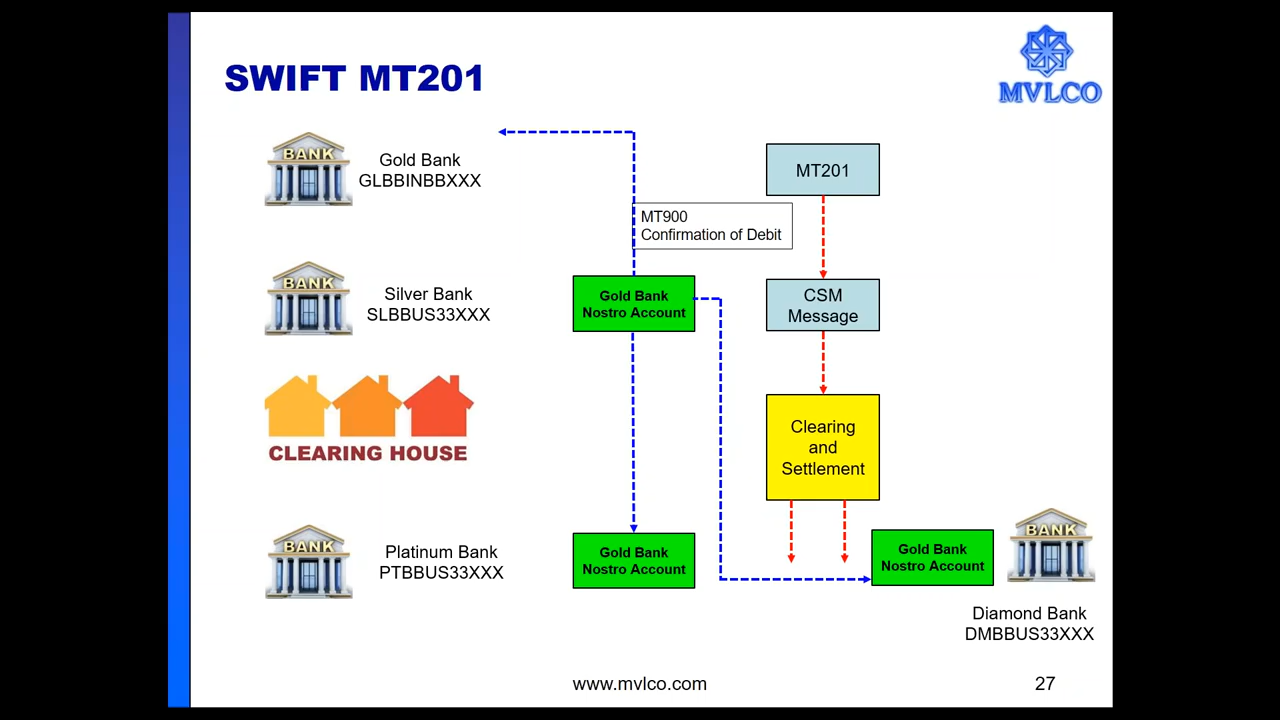 SWIFT MT201
MVLCO
BANK
Gold Bank
GLBBINBBXXX
MT201
MT900
Confirmation of Debit
BANK
Silver Bank
SLBBUS33XXX
Gold Bank
Nostro Account
CSM
Message
CLEARING HOUSE
Clearing
and
Settlement
BANK
Platinum Bank
PTBBUS33XXX
Gold Bank
Nostro Account
Gold Bank
Nostro Account
BANK
Diamond Bank
DMBBUS33XXX
www.mvlco.com
27